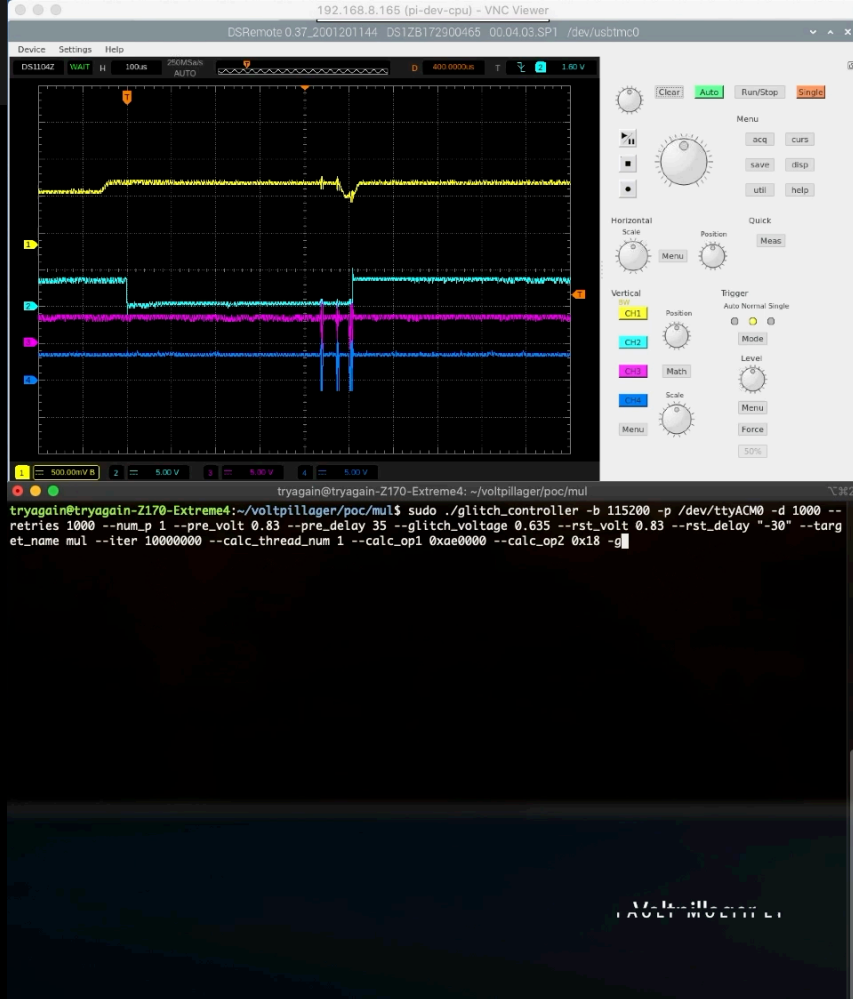 192.168.8.165 (pi-dev-cpu) - VNC Viewer
DSRemote 0.37_2001201144 DS1ZB172900465 00.04.03.SP1 /dev/usbtmc0
Device Settings Help
DS1104Z WAIT H 100us 250MSa/s AUTO D 400.0000us T 2 1.60 V
T
Clear Auto Run/Stop Single
Menu
acq curs
save disp
util help
Horizontal Quick
Scale Position
Menu Meas
1
2
3
4
T
Vertical Trigger
BW
CH1 Position Auto Normal Single
CH2 Mode
CH3 Math Level
CH4 Scale
Menu Menu
Force
50%
1 500.00mV B 2 5.00 V 3 5.00 V 4 5.00 V
tryagain@tryagain-Z170-Extreme4: ~/voltpillager/poc/mul
tryagain@tryagain-Z170-Extreme4:~/voltpillager/poc/mul$ sudo ./glitch_controller -b 115200 -p /dev/ttyACM0 -d 1000 --
retries 1000 --num_p 1 --pre_volt 0.83 --pre_delay 35 --glitch_voltage 0.635 --rst_volt 0.83 --rst_delay "-30" --targ
et_name mul --iter 10000000 --calc_thread_num 1 --calc_op1 0xae0000 --calc_op2 0x18 -g